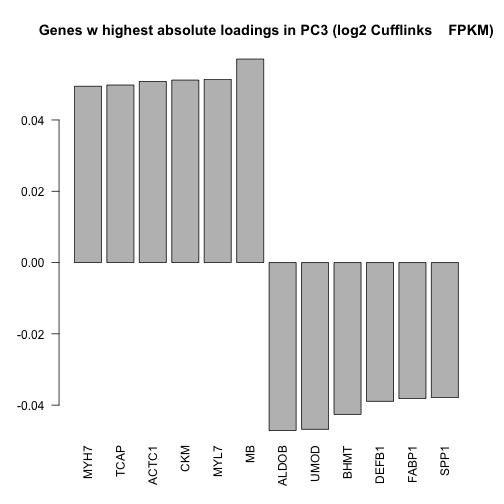 Genes w highest absolute loadings in PC3 (log2 Cufflinks    FPKM)
0.04
0.02
0.00
-0.02
-0.04
MYH7
TCAP
ACTC1
CKM
MYL7
MB
ALDOB
UMOD
BHMT
DEFB1
FABP1
SPP1